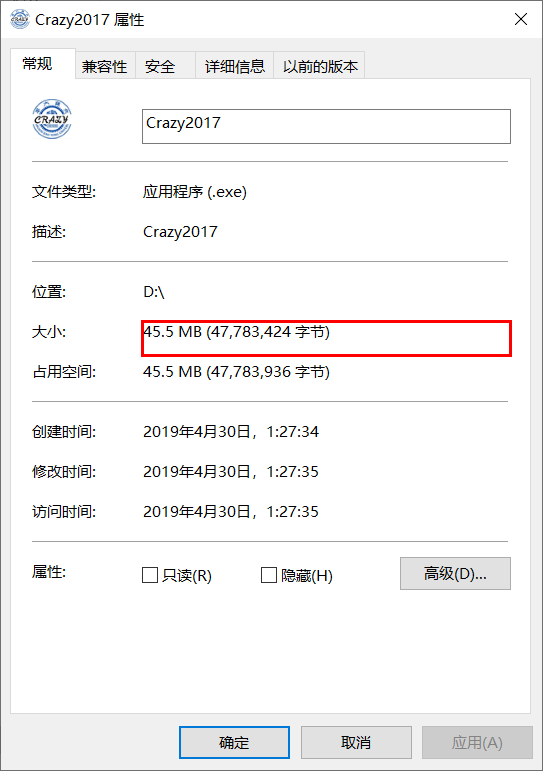 Crazy2017 属性
常规 兼容性 安全 详细信息 以前的版本
CRAZY
Crazy2017
文件类型: 应用程序 (.exe)
描述: Crazy2017
位置: D:\
大小: 45.5 MB (47,783,424 字节)
占用空间: 45.5 MB (47,783,936 字节)
创建时间: 2019年4月30日，1:27:34
修改时间: 2019年4月30日，1:27:35
访问时间: 2019年4月30日，1:27:35
属性: 只读(R) 隐藏(H) 高级(D)...
确定 取消 应用(A)